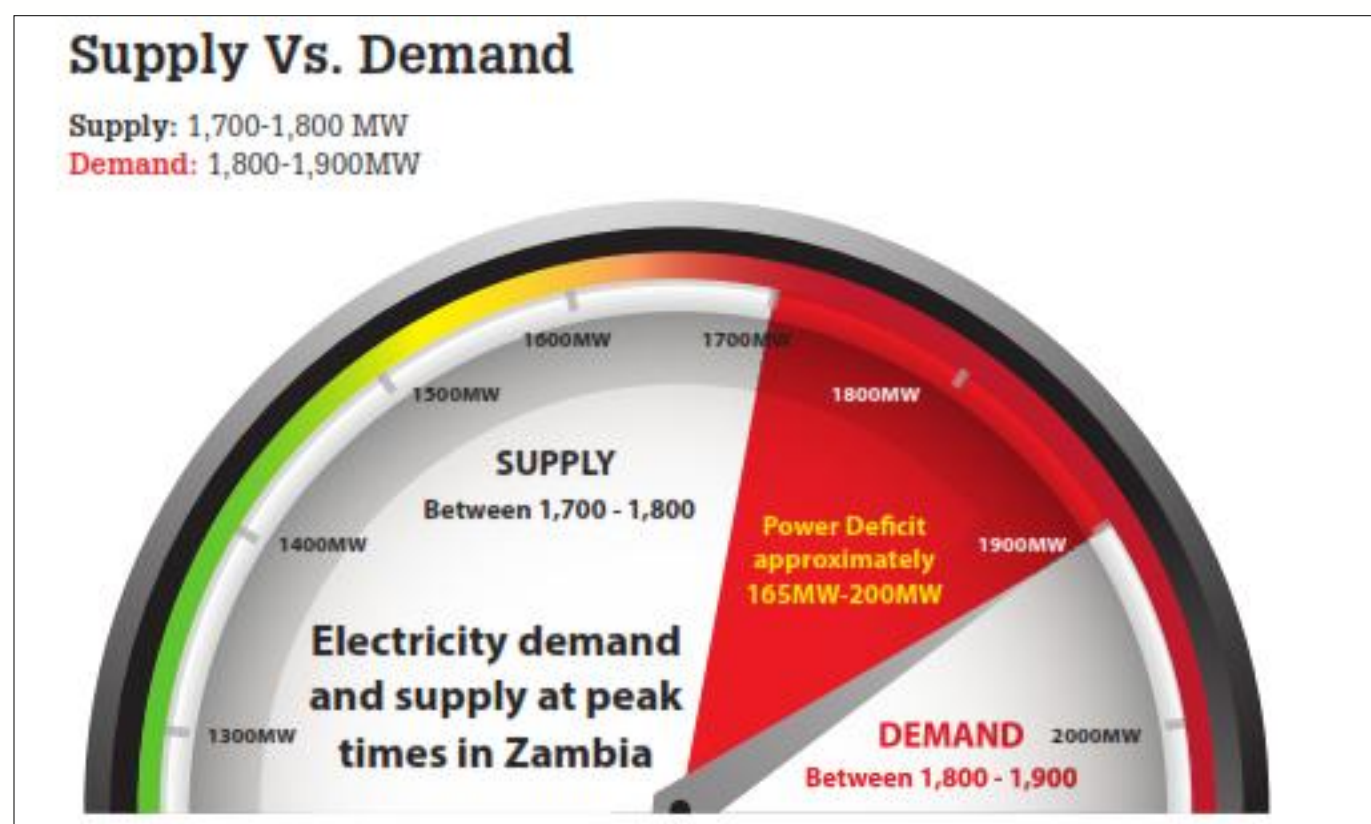 Supply Vs. Demand
Supply: 1,700-1,800 MW
Demand: 1,800-1,900MW
1600MW
1700MW
1500MW
1800MW
SUPPLY
Between 1,700 - 1,800
1400MW
Power Deficit
approximately
165MW-200MW
1900MW
Electricity demand
and supply at peak
times in Zambia
1300MW
DEMAND
2000MW
Between 1,800 - 1,900